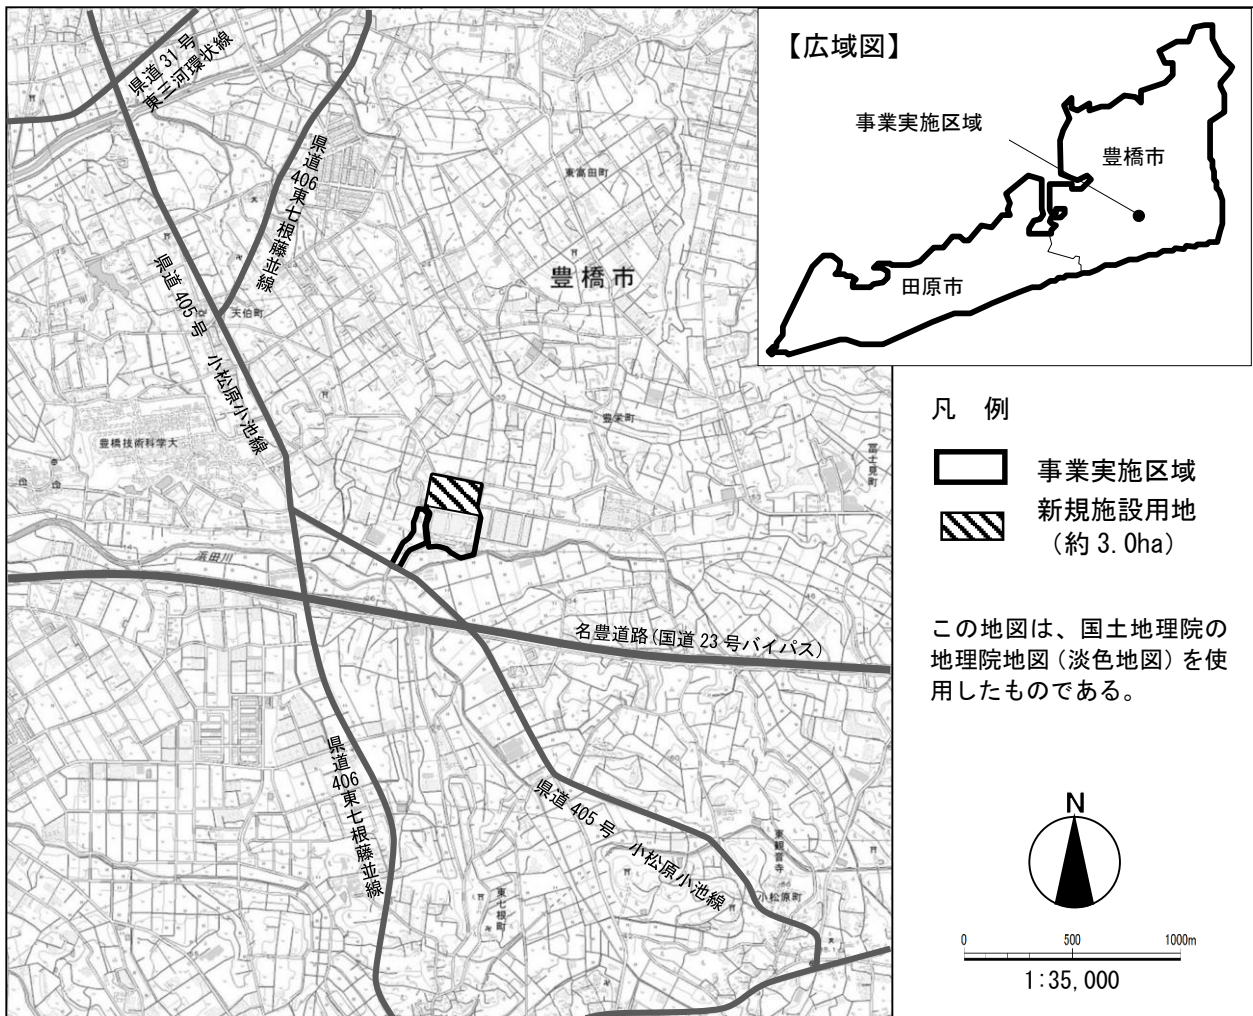 県道31号
東三河環状線
県道406東七根藤並線
東高田町
豊橋市
県道405号 小松原小池線
天伯町
豊橋技術科学大
豊栄町
富士見町
浜田川
名豊道路(国道23号バイパス)
県道406東七根藤並線
県道405号 小松原小池線
東観音寺
小松原町
東七根町
【広域図】
事業実施区域
豊橋市
田原市
凡 例
事業実施区域
新規施設用地
(約3.0ha)
この地図は、国土地理院の
地理院地図(淡色地図)を使
用したものである。
N
0 500 1000m
1:35,000